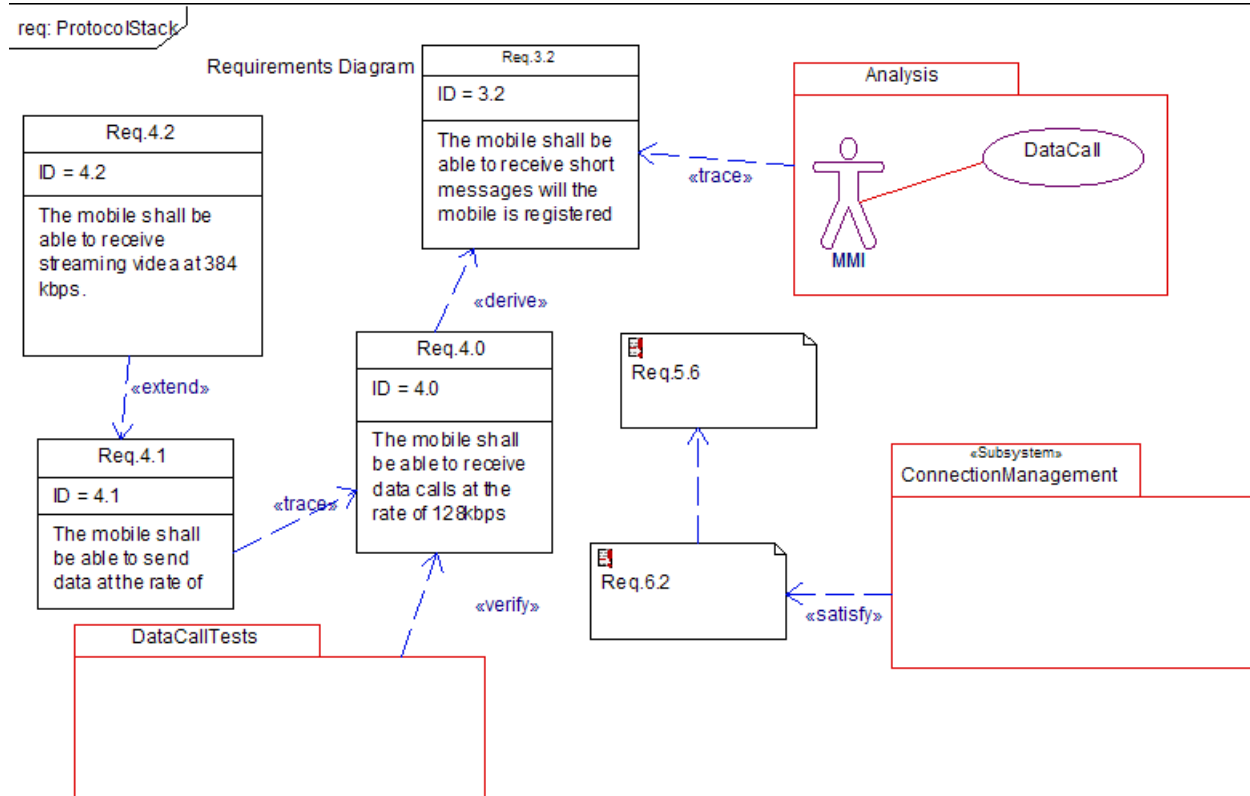 req: ProtocolStack
Requirements Diagram
Req.3.2
ID = 3.2
The mobile shall be
able to receive short
messages will the
mobile is registered
Analysis
DataCall
MMI
«trace»
Req.4.2
ID = 4.2
The mobile shall be
able to receive
streaming videa at 384
kbps.
«extend»
«derive»
Req.4.0
ID = 4.0
The mobile shall
be able to receive
data calls at the
rate of 128kbps
Req.5.6
Req.4.1
ID = 4.1
The mobile shall
be able to send
data at the rate of
«trace»
«Subsystem»
ConnectionManagement
Req.6.2
«satisfy»
«verify»
DataCallTests